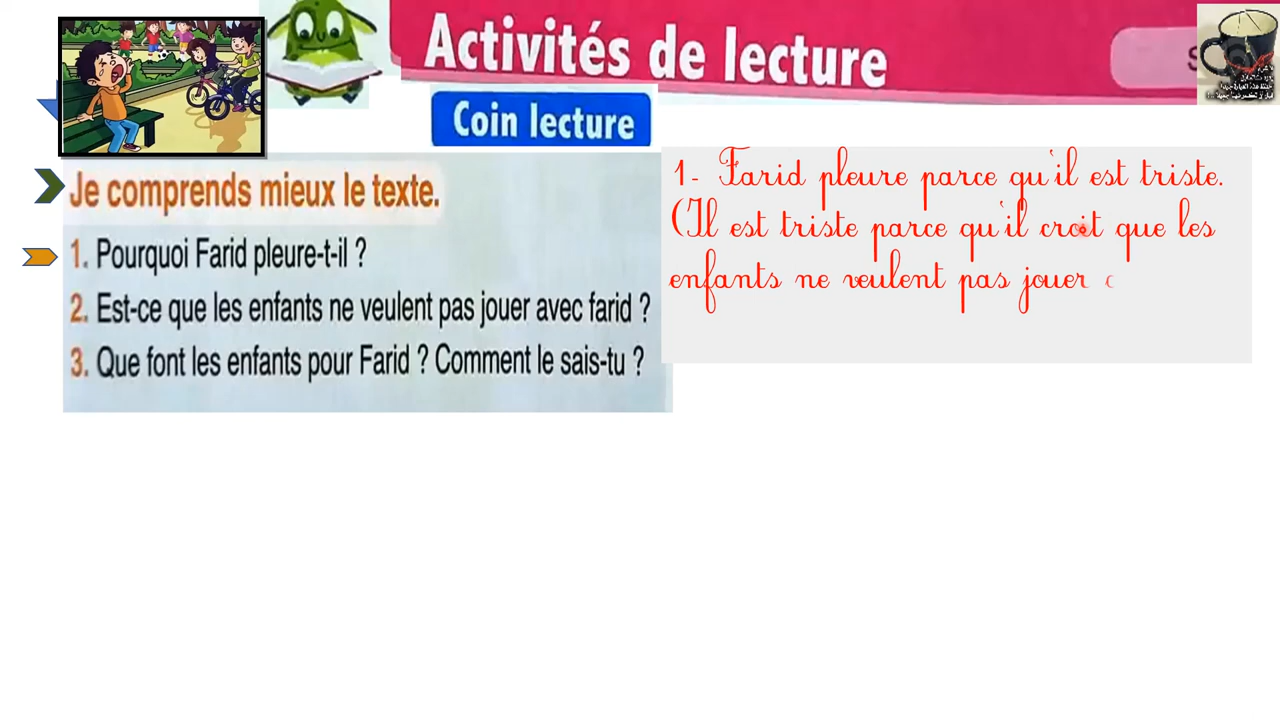 Activités de lecture
Coin lecture
Je comprends mieux le texte.
1. Pourquoi Farid pleure-t-il ?
2. Est-ce que les enfants ne veulent pas jouer avec farid ?
3. Que font les enfants pour Farid ? Comment le sais-tu ?
1- Farid pleure parce qu'il est triste.
(Il est triste parce qu'il croit que les
enfants ne veulent pas jouer